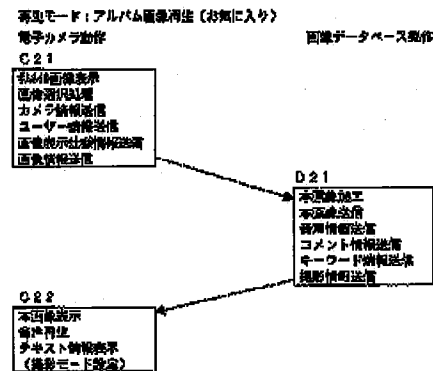 再生モード：アルバム画像再生（お気に入り）
電子カメラ動作
画像データベース動作
C21
画像表示
画像選択処理
カメラ情報送信
ユーザー情報送信
画像表示仕様情報送信
画像情報送信
D21
本画像加工
本画像送信
音声情報送信
コメント情報送信
キーワード情報送信
撮影情報送信
C22
本画像表示
音声再生
テキスト情報表示
（撮影モード設定）